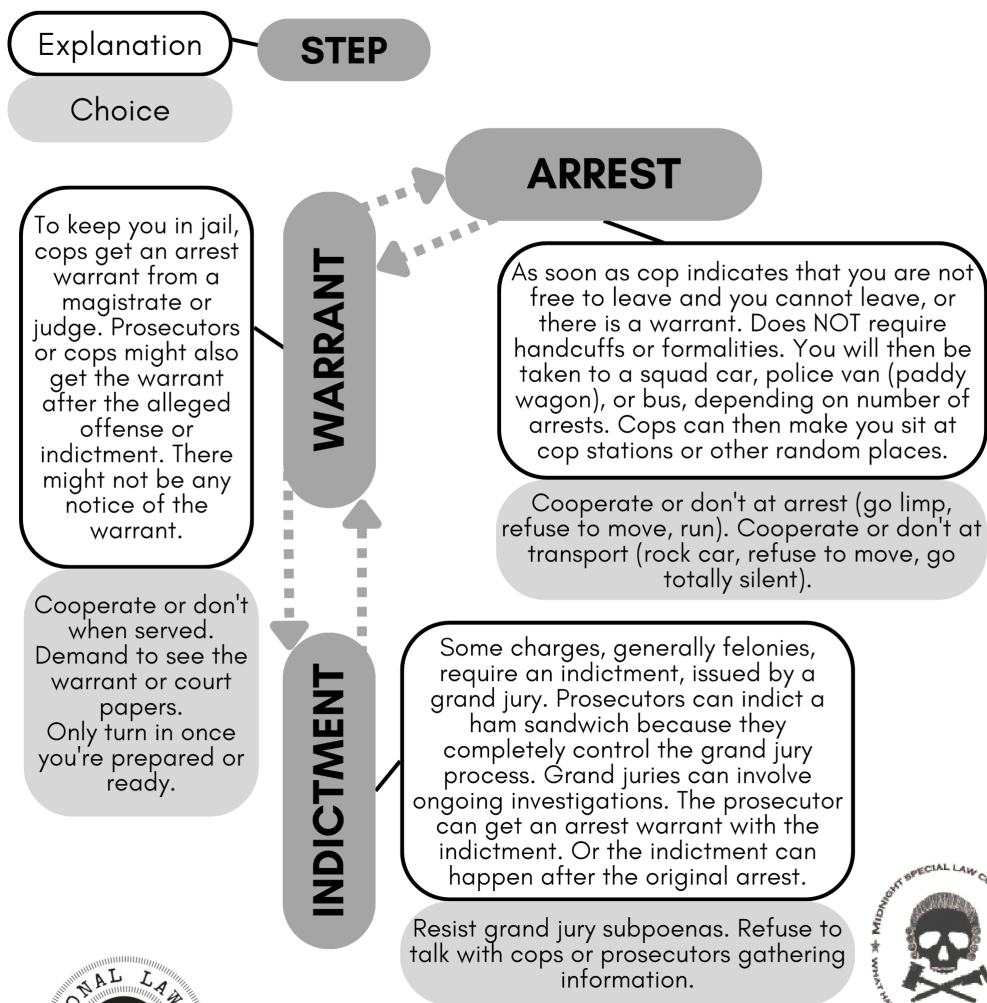 Explanation
STEP
Choice
ARREST
To keep you in jail,
cops get an arrest
warrant from a
magistrate or
judge. Prosecutors
or cops might also
get the warrant
after the alleged
offense or
indictment. There
might not be any
notice of the
warrant.
WARRANT
As soon as cop indicates that you are not
free to leave and you cannot leave, or
there is a warrant. Does NOT require
handcuffs or formalities. You will then be
taken to a squad car, police van (paddy
wagon), or bus, depending on number of
arrests. Cops can then make you sit at
cop stations or other random places.
Cooperate or don't at arrest (go limp,
refuse to move, run). Cooperate or don't at
transport (rock car, refuse to move, go
totally silent).
Cooperate or don't
when served.
Demand to see the
warrant or court
papers.
Only turn in once
you're prepared or
ready.
INDICTMENT
Some charges, generally felonies,
require an indictment, issued by a
grand jury. Prosecutors can indict a
ham sandwich because they
completely control the grand jury
process. Grand juries can involve
ongoing investigations. The prosecutor
can get an arrest warrant with the
indictment. Or the indictment can
happen after the original arrest.
Resist grand jury subpoenas. Refuse to
talk with cops or prosecutors gathering
information.
MIDNIGHT SPECIAL LAW